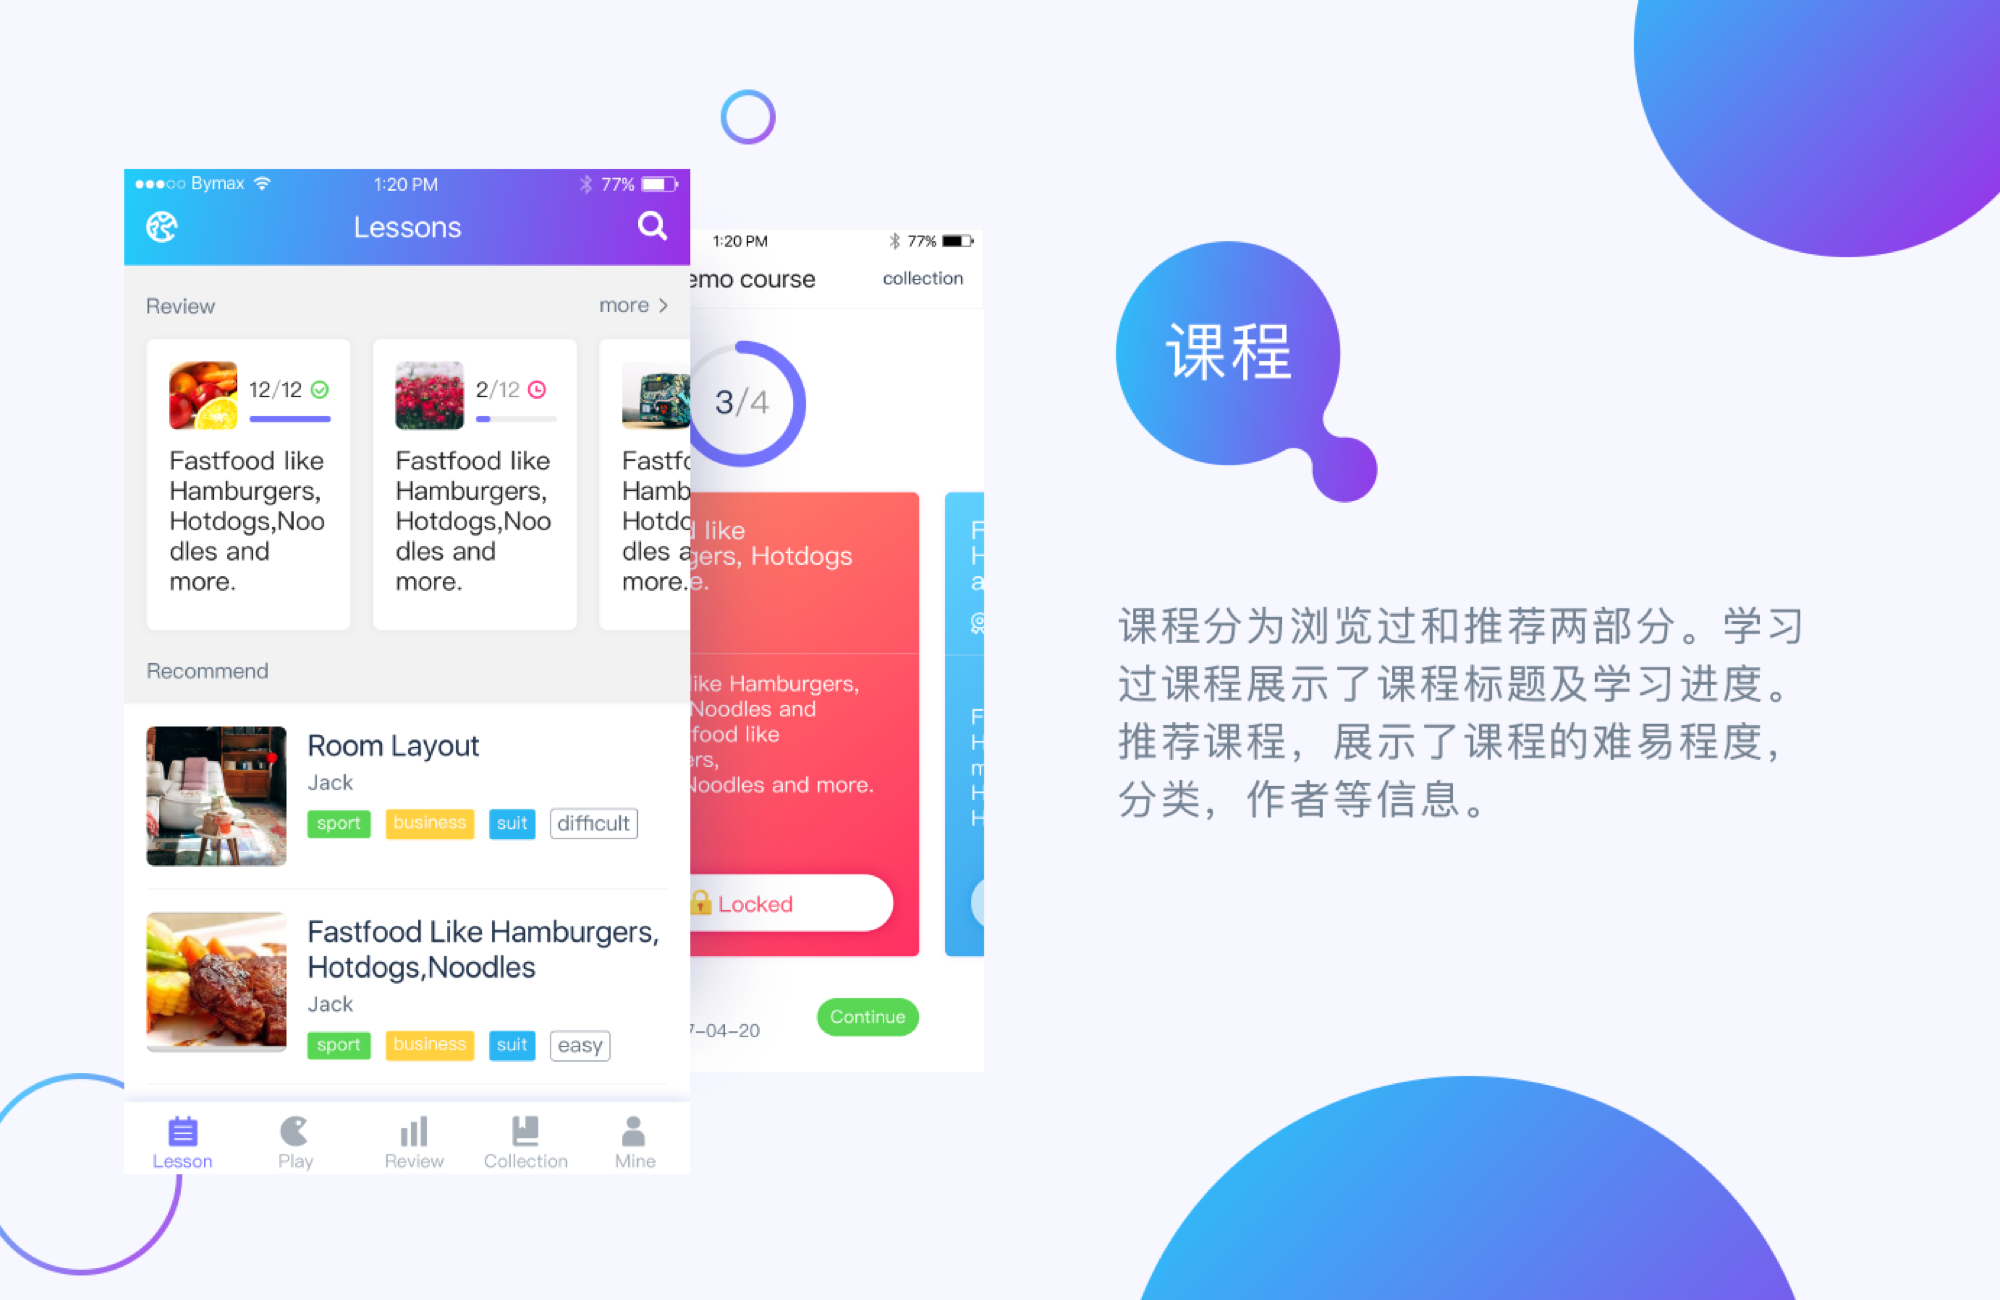 Bymax
1:20 PM
77%
Lessons
Review
more
12/12
Fastfood like
Hamburgers,
Hotdogs,Noo
dles and
more.
2/12
Fastfood like
Hamburgers,
Hotdogs,Noo
dles and
more.
Fastfo
Hamb
Hotdo
dles a
more.
Recommend
Room Layout
Jack
sport business suit difficult
Fastfood Like Hamburgers,
Hotdogs,Noodles
Jack
sport business suit easy
Lesson
Play
Review
Collection
Mine
1:20 PM
77%
emo course
collection
3/4
d like
gers, Hotdogs
e.
like Hamburgers,
Noodles and
food like
ers,
Noodles and more.
Locked
F
H
a
F
H
m
H
H
7-04-20
Continue
课程
课程分为浏览过和推荐两部分。学习
过课程展示了课程标题及学习进度。
推荐课程，展示了课程的难易程度，
分类，作者等信息。